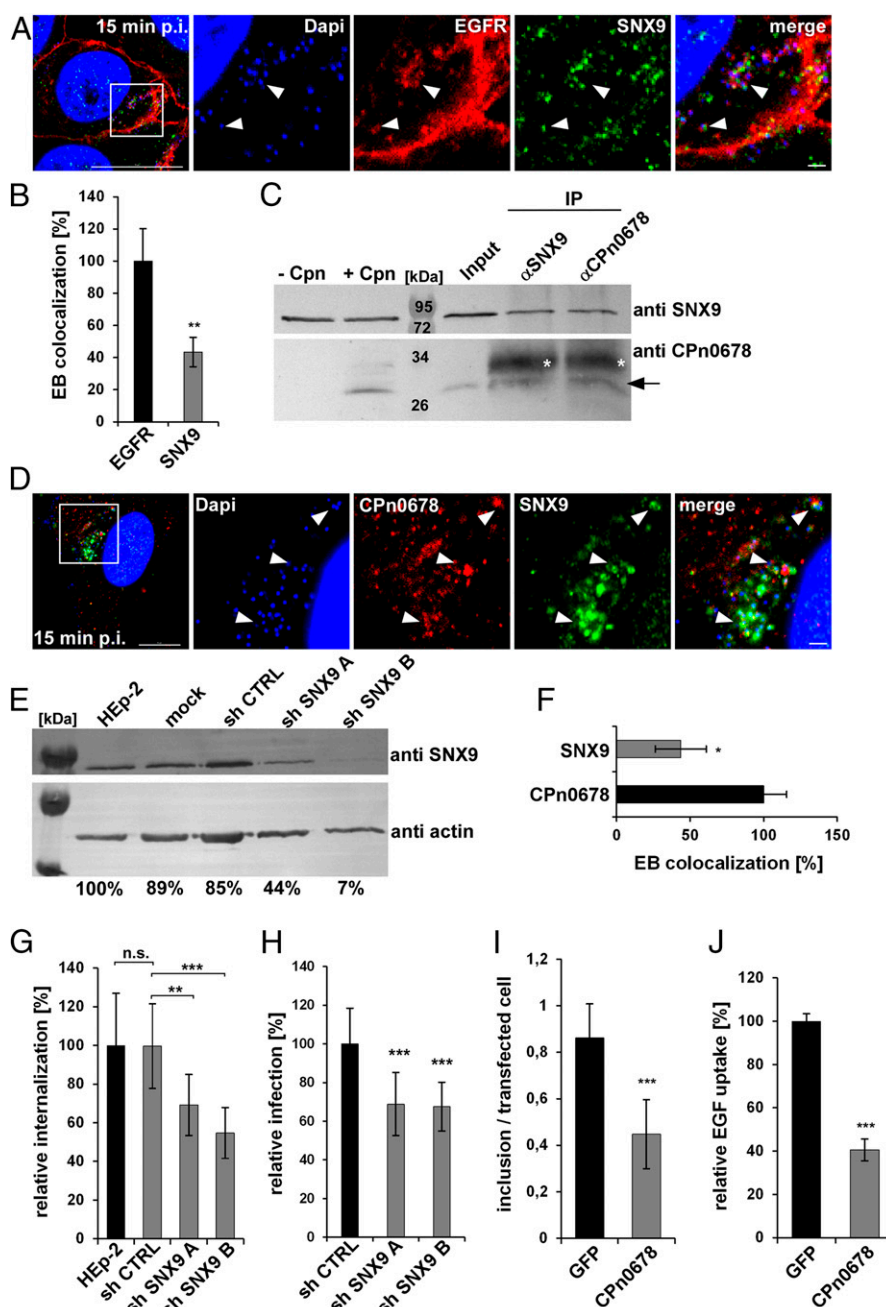 A
15 min p.i.
Dapi
EGFR
SNX9
merge
B
EB colocalization [%]
140
120
100
80
60
40
20
0
**
EGFR
SNX9
C
IP
- Cpn
+ Cpn
[kDa]
Input
αSNX9
αCPn0678
95
72
anti SNX9
34
26
anti CPn0678
*
*
D
15 min p.i.
Dapi
CPn0678
SNX9
merge
E
[kDa]
HEp-2
mock
sh CTRL
sh SNX9 A
sh SNX9 B
anti SNX9
anti actin
100%
89%
85%
44%
7%
F
SNX9
*
CPn0678
0
50
100
150
EB colocalization [%]
G
relative internalization [%]
140
120
100
80
60
40
20
0
n.s.
***
**
HEp-2
sh CTRL
sh SNX9 A
sh SNX9 B
H
relative infection [%]
140
120
100
80
60
40
20
0
***
***
sh CTRL
sh SNX9 A
sh SNX9 B
I
inclusion / transfected cell
1,2
1
0,8
0,6
0,4
0,2
0
***
GFP
CPn0678
J
relative EGF uptake [%]
120
100
80
60
40
20
0
***
GFP
CPn0678